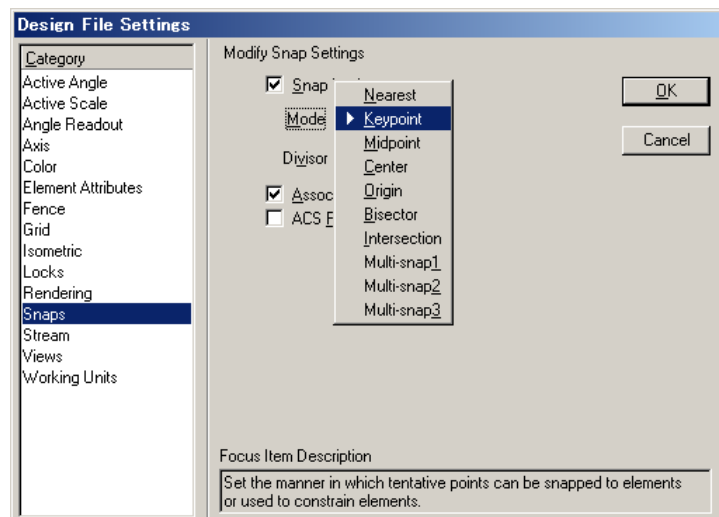 Design File Settings
Category
Active Angle
Active Scale
Angle Readout
Axis
Color
Element Attributes
Fence
Grid
Isometric
Locks
Rendering
Snaps
Stream
Views
Working Units
Modify Snap Settings
Snap
Mode
Divisor
Assoc
ACS
Nearest
Keypoint
Midpoint
Center
Origin
Bisector
Intersection
Multi-snap1
Multi-snap2
Multi-snap3
OK
Cancel
Focus Item Description
Set the manner in which tentative points can be snapped to elements
or used to constrain elements.